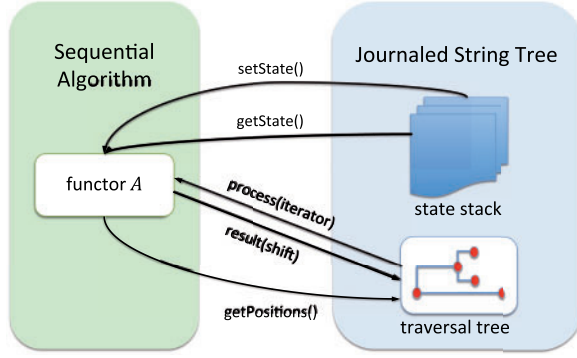 Sequential
Algorithm
Journaled String Tree
setState()
getState()
functor A
process(iterator)
result(shift)
getPositions()
state stack
traversal tree